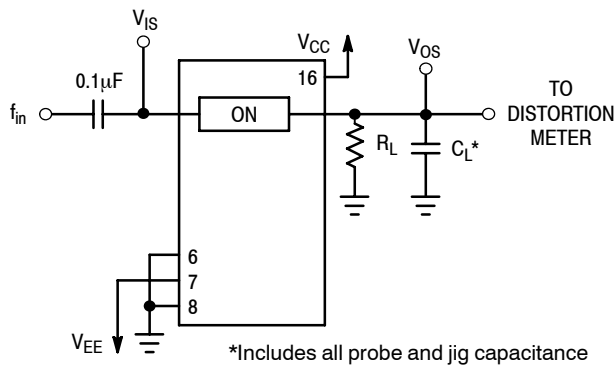 V_IS
V_CC
V_OS
0.1µF
16
f_in
ON
TO
DISTORTION
METER
R_L
C_L*
6
7
8
V_EE
*Includes all probe and jig capacitance